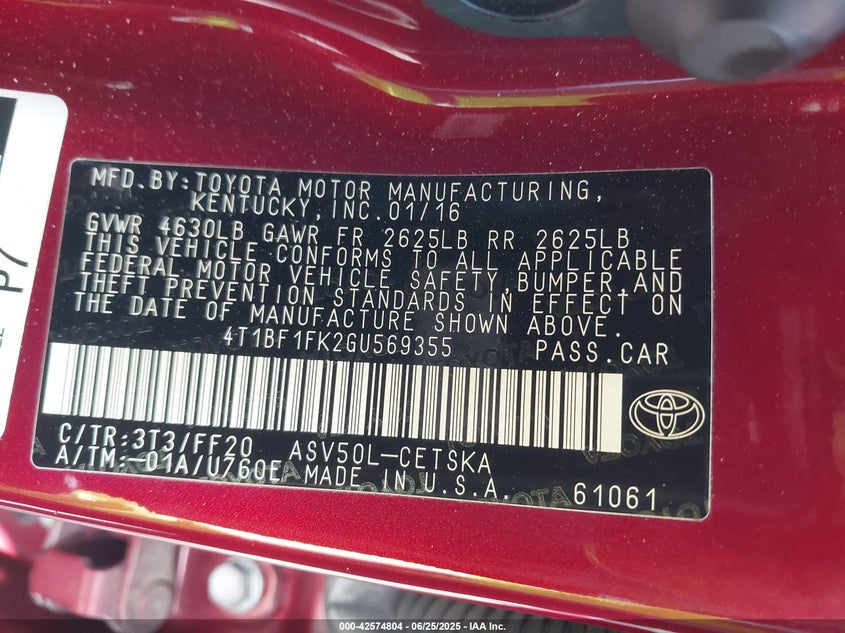 MFD.BY:TOYOTA MOTOR MANUFACTURING,
KENTUCKY,INC.01/16
GVWR 4630LB GAWR FR 2625LB RR 2625LB
THIS VEHICLE CONFORMS TO ALL APPLICABLE
FEDERAL MOTOR VEHICLE SAFETY,BUMPER,AND
THEFT PREVENTION STANDARDS IN EFFECT ON
THE DATE OF MANUFACTURE SHOWN ABOVE.
4T1BF1FK2GU569355 PASS.CAR
C/TR:3T3/FF20 ASV50L-CETSKA
A/TM:-01A/U760E MADE IN U.S.A. 61061
P7
000-42574804 - 06/25/2025 - IAA Inc.